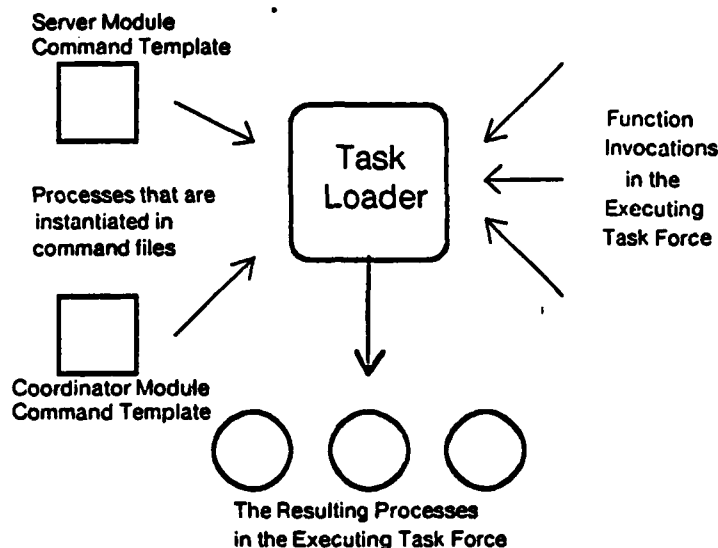 Server Module
Command Template
Task
Loader
Function
Invocations
in the
Executing
Task Force
Processes that are
instantiated in
command files
Coordinator Module
Command Template
The Resulting Processes
in the Executing Task Force